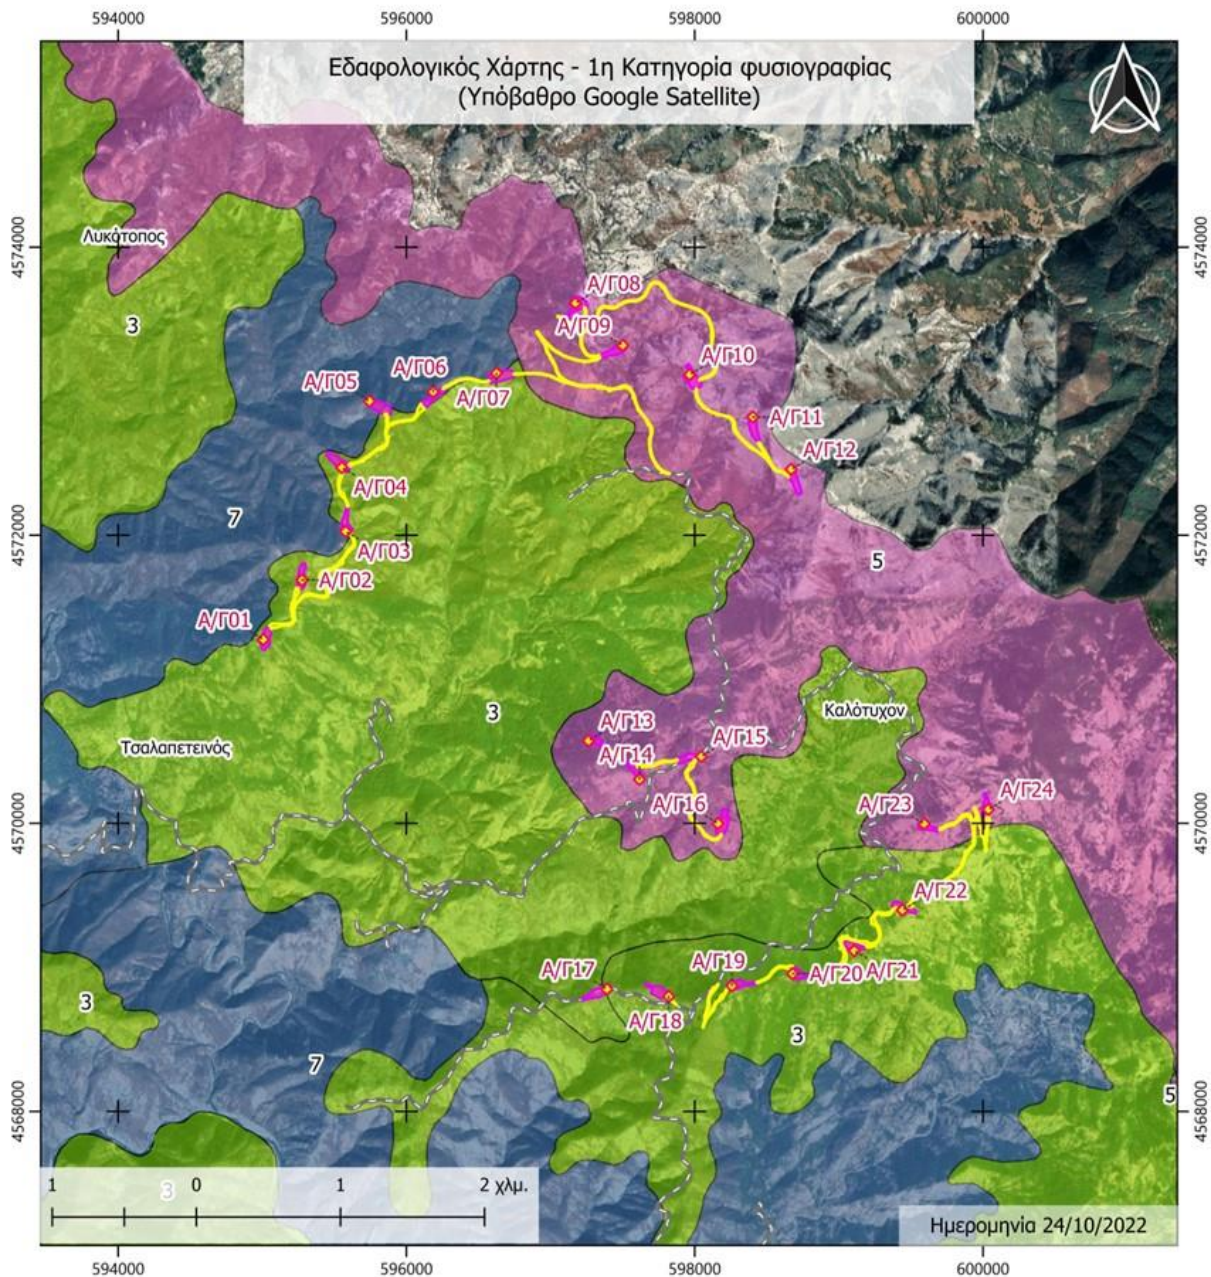 594000
596000
598000
600000
Εδαφολογικός Χάρτης - 1η Κατηγορία φυσιογραφίας
(Υπόβαθρο Google Satellite)
Λυκότοπος
4574000
4574000
Α/Γ08
3
Α/Γ09
Α/Γ06
Α/Γ10
Α/Γ05
Α/Γ07
Α/Γ11
Α/Γ12
Α/Γ04
7
4572000
4572000
Α/Γ03
5
Α/Γ02
Α/Γ01
Καλότυχον
3
Α/Γ13
Τσαλαπετεινός
Α/Γ15
Α/Γ14
Α/Γ24
Α/Γ16
Α/Γ23
4570000
4570000
Α/Γ22
Α/Γ17
Α/Γ19
Α/Γ20
Α/Γ21
3
Α/Γ18
3
7
5
4568000
4568000
3
1
0
1
2 χλμ.
Ημερομηνία 24/10/2022
594000
596000
598000
600000